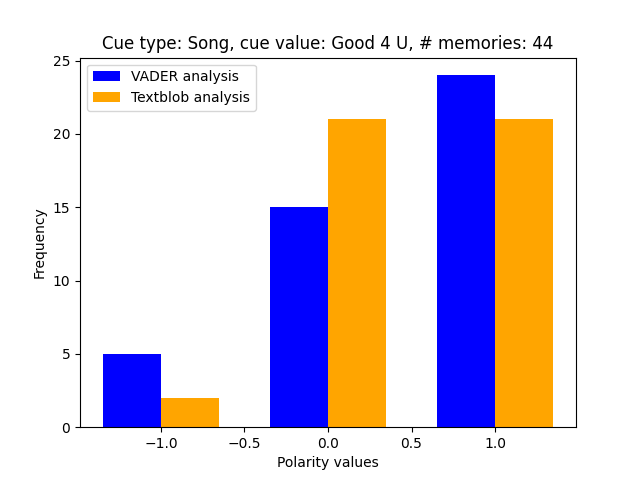 Cue type: Song, cue value: Good 4 U, # memories: 44
VADER analysis
Textblob analysis
Frequency
25
20
15
10
5
0
−1.0
−0.5
0.0
0.5
1.0
Polarity values